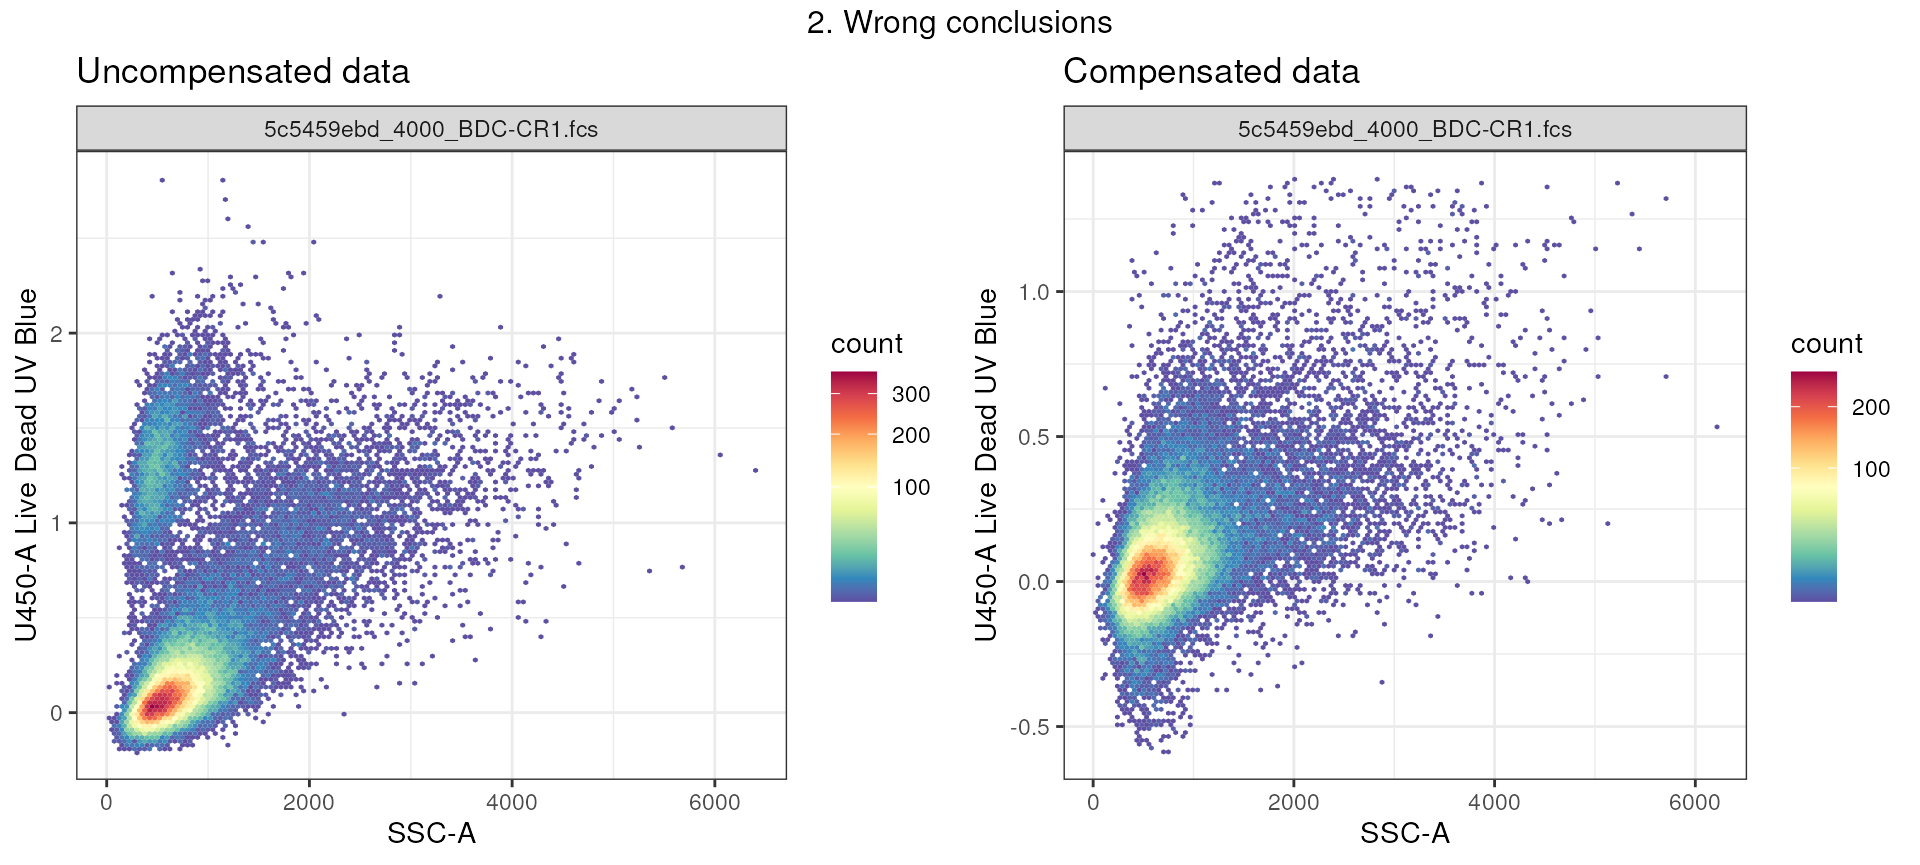 2. Wrong conclusions
Uncompensated data
5c5459ebd_4000_BDC-CR1.fcs
U450-A Live Dead UV Blue
2
1
0
0 2000 4000 6000
SSC-A
count
300
200
100
Compensated data
5c5459ebd_4000_BDC-CR1.fcs
U450-A Live Dead UV Blue
1.0
0.5
0.0
-0.5
0 2000 4000 6000
SSC-A
count
200
100